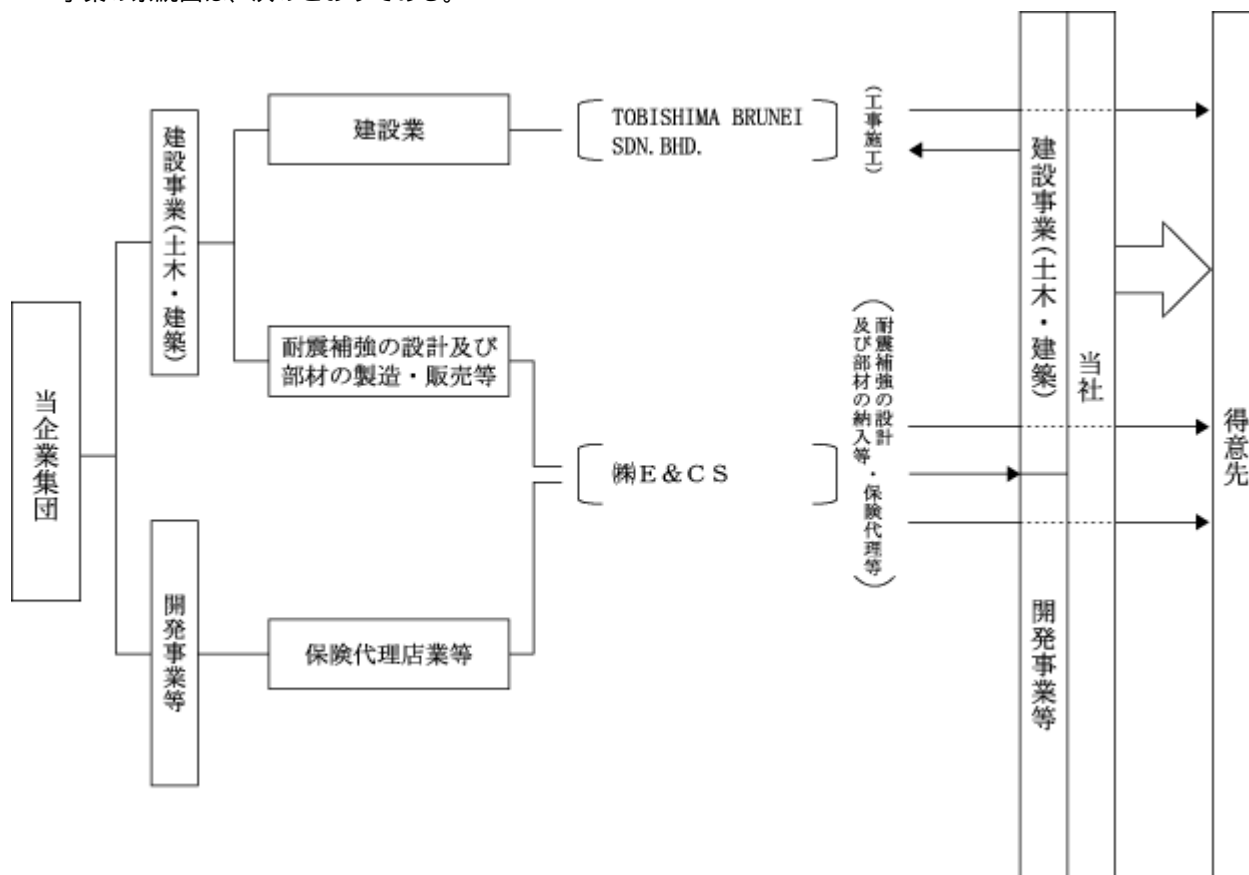 事業の系統図は、次のとおりである。
当企業集団
建設事業(土木・建築)
開発事業等
建設業
耐震補強の設計及び
部材の製造・販売等
保険代理店業等
TOBISHIMA BRUNEI
SDN. BHD.
㈱E&CS
(工事施工)
(耐震補強の設計
及び部材の納入等・保険代理等)
建設事業(土木・建築)
開発事業等
当社
得意先